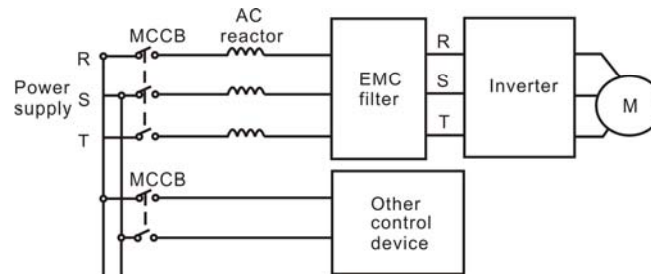 AC
reactor
MCCB
R
S
T
Power
supply
EMC
filter
R
S
T
Inverter
M
MCCB
Other
control
device